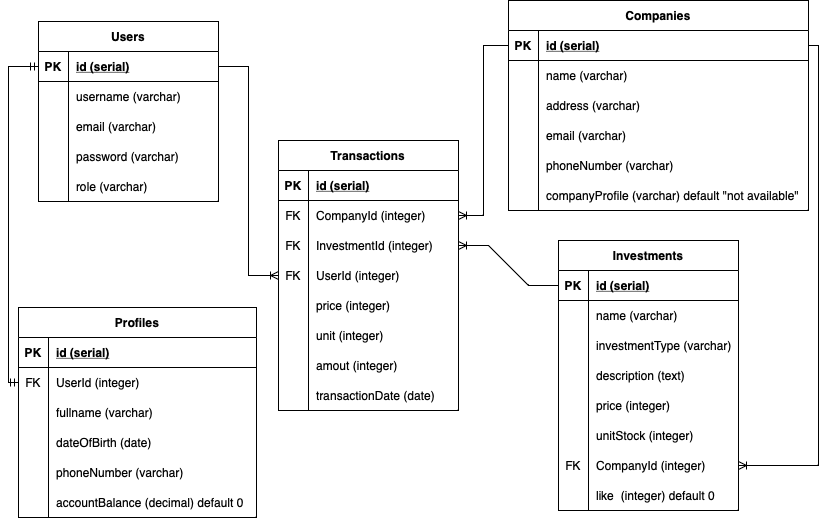 Users
PK id (serial)
username (varchar)
email (varchar)
password (varchar)
role (varchar)
Companies
PK id (serial)
name (varchar)
address (varchar)
email (varchar)
phoneNumber (varchar)
companyProfile (varchar) default "not available"
Transactions
PK id (serial)
FK CompanyId (integer)
FK InvestmentId (integer)
FK UserId (integer)
price (integer)
unit (integer)
amout (integer)
transactionDate (date)
Investments
PK id (serial)
name (varchar)
investmentType (varchar)
description (text)
price (integer)
unitStock (integer)
FK CompanyId (integer)
like (integer) default 0
Profiles
PK id (serial)
FK UserId (integer)
fullname (varchar)
dateOfBirth (date)
phoneNumber (varchar)
accountBalance (decimal) default 0